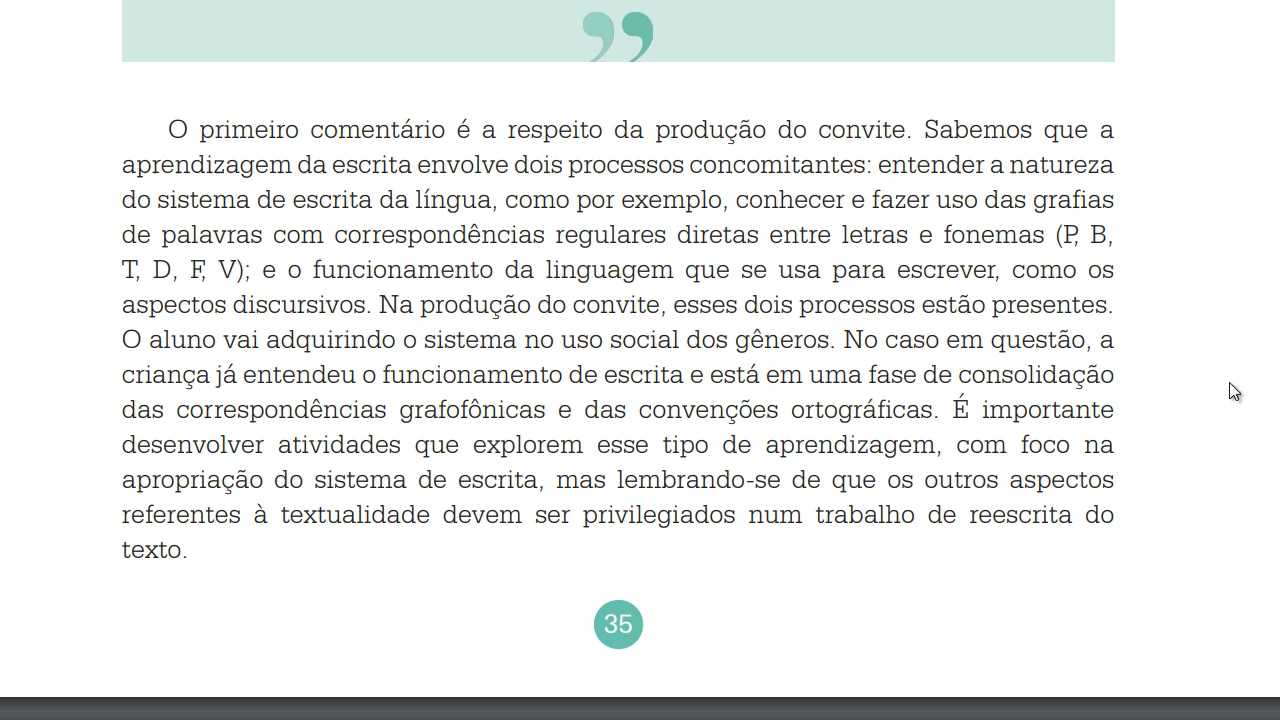 ”
O primeiro comentário é a respeito da produção do convite. Sabemos que a
aprendizagem da escrita envolve dois processos concomitantes: entender a natureza
do sistema de escrita da língua, como por exemplo, conhecer e fazer uso das grafias
de palavras com correspondências regulares diretas entre letras e fonemas (P, B,
T, D, F, V); e o funcionamento da linguagem que se usa para escrever, como os
aspectos discursivos. Na produção do convite, esses dois processos estão presentes.
O aluno vai adquirindo o sistema no uso social dos gêneros. No caso em questão, a
criança já entendeu o funcionamento de escrita e está em uma fase de consolidação
das correspondências grafofônicas e das convenções ortográficas. É importante
desenvolver atividades que explorem esse tipo de aprendizagem, com foco na
apropriação do sistema de escrita, mas lembrando-se de que os outros aspectos
referentes à textualidade devem ser privilegiados num trabalho de reescrita do
texto.
35